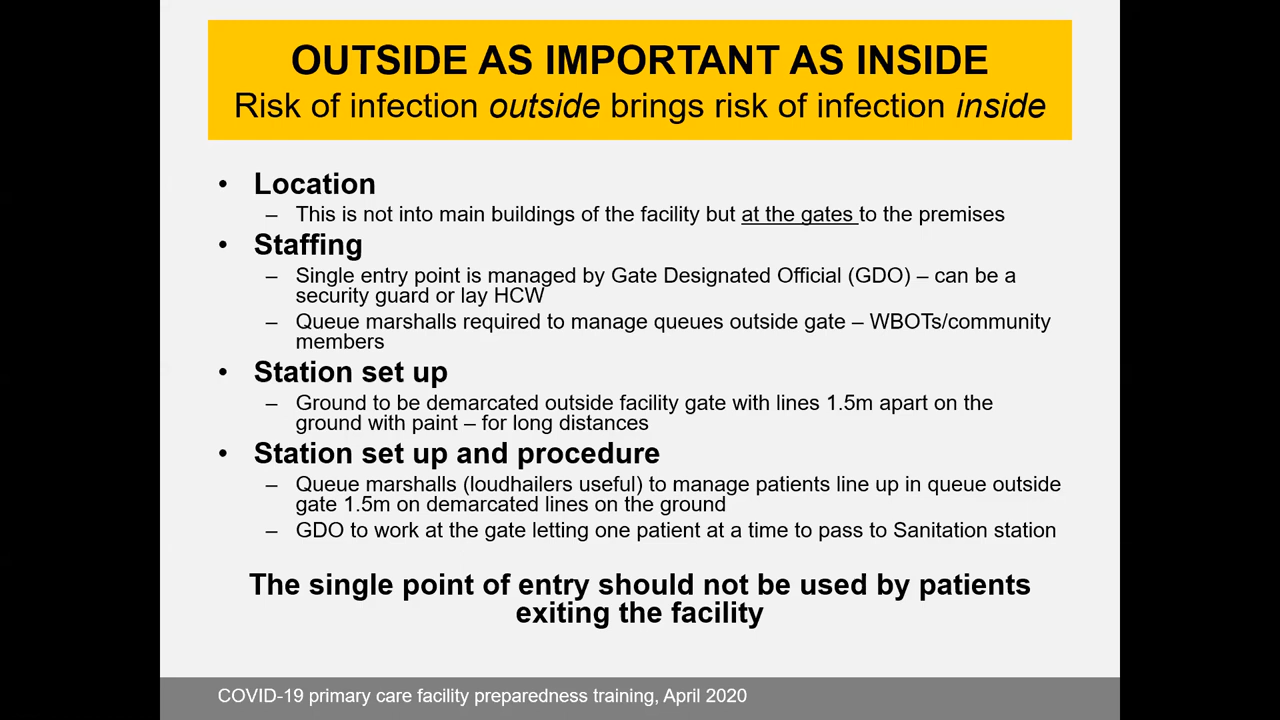 OUTSIDE AS IMPORTANT AS INSIDE
Risk of infection outside brings risk of infection inside
• Location
– This is not into main buildings of the facility but at the gates to the premises
• Staffing
– Single entry point is managed by Gate Designated Official (GDO) – can be a
security guard or lay HCW
– Queue marshalls required to manage queues outside gate – WBOTs/community
members
• Station set up
– Ground to be demarcated outside facility gate with lines 1.5m apart on the
ground with paint – for long distances
• Station set up and procedure
– Queue marshalls (loudhailers useful) to manage patients line up in queue outside
gate 1.5m on demarcated lines on the ground
– GDO to work at the gate letting one patient at a time to pass to Sanitation station
The single point of entry should not be used by patients
exiting the facility
COVID-19 primary care facility preparedness training, April 2020